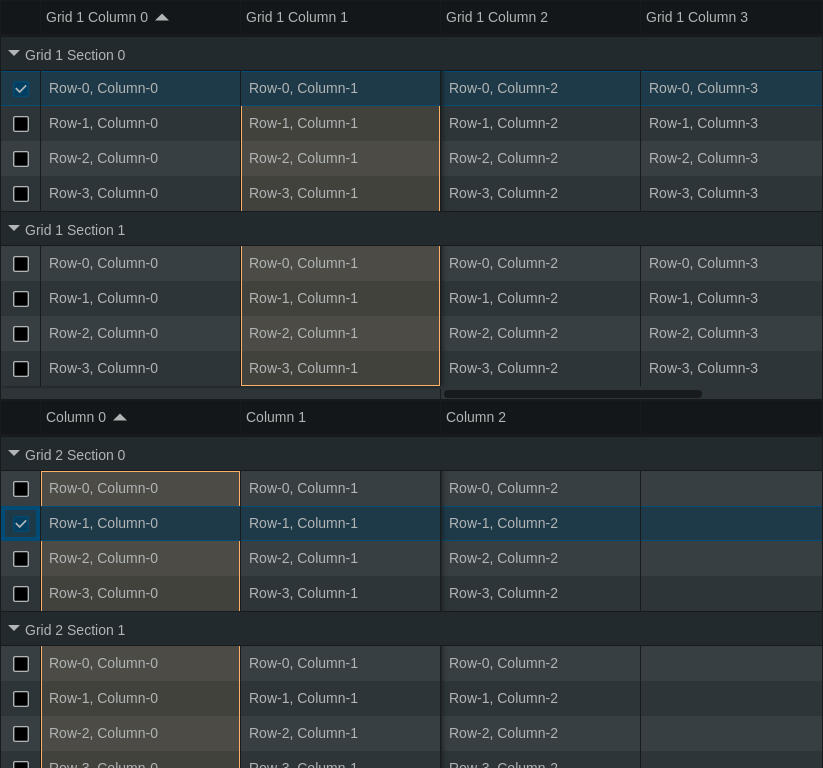 Grid 1 Column 0 Grid 1 Column 1 Grid 1 Column 2 Grid 1 Column 3
Grid 1 Section 0
Row-0, Column-0 Row-0, Column-1 Row-0, Column-2 Row-0, Column-3
Row-1, Column-0 Row-1, Column-1 Row-1, Column-2 Row-1, Column-3
Row-2, Column-0 Row-2, Column-1 Row-2, Column-2 Row-2, Column-3
Row-3, Column-0 Row-3, Column-1 Row-3, Column-2 Row-3, Column-3
Grid 1 Section 1
Row-0, Column-0 Row-0, Column-1 Row-0, Column-2 Row-0, Column-3
Row-1, Column-0 Row-1, Column-1 Row-1, Column-2 Row-1, Column-3
Row-2, Column-0 Row-2, Column-1 Row-2, Column-2 Row-2, Column-3
Row-3, Column-0 Row-3, Column-1 Row-3, Column-2 Row-3, Column-3
Column 0 Column 1 Column 2
Grid 2 Section 0
Row-0, Column-0 Row-0, Column-1 Row-0, Column-2
Row-1, Column-0 Row-1, Column-1 Row-1, Column-2
Row-2, Column-0 Row-2, Column-1 Row-2, Column-2
Row-3, Column-0 Row-3, Column-1 Row-3, Column-2
Grid 2 Section 1
Row-0, Column-0 Row-0, Column-1 Row-0, Column-2
Row-1, Column-0 Row-1, Column-1 Row-1, Column-2
Row-2, Column-0 Row-2, Column-1 Row-2, Column-2
Row-3, Column-0 Row-3, Column-1 Row-3, Column-2